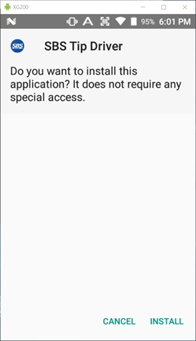 XG200
95% 6:01 PM
SBS SBS Tip Driver
Do you want to install this
application? It does not require any
special access.
CANCEL INSTALL